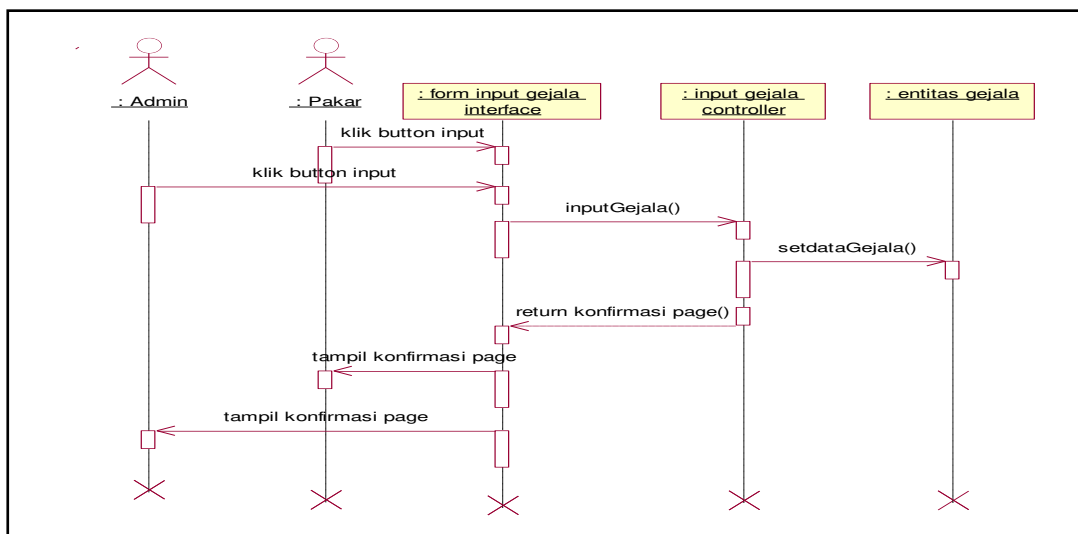 : Admin
: Pakar
: form input gejala
interface
: input gejala
controller
: entitas gejala
klik button input
klik button input
inputGejala()
setdataGejala()
return konfirmasi page()
tampil konfirmasi page
tampil konfirmasi page